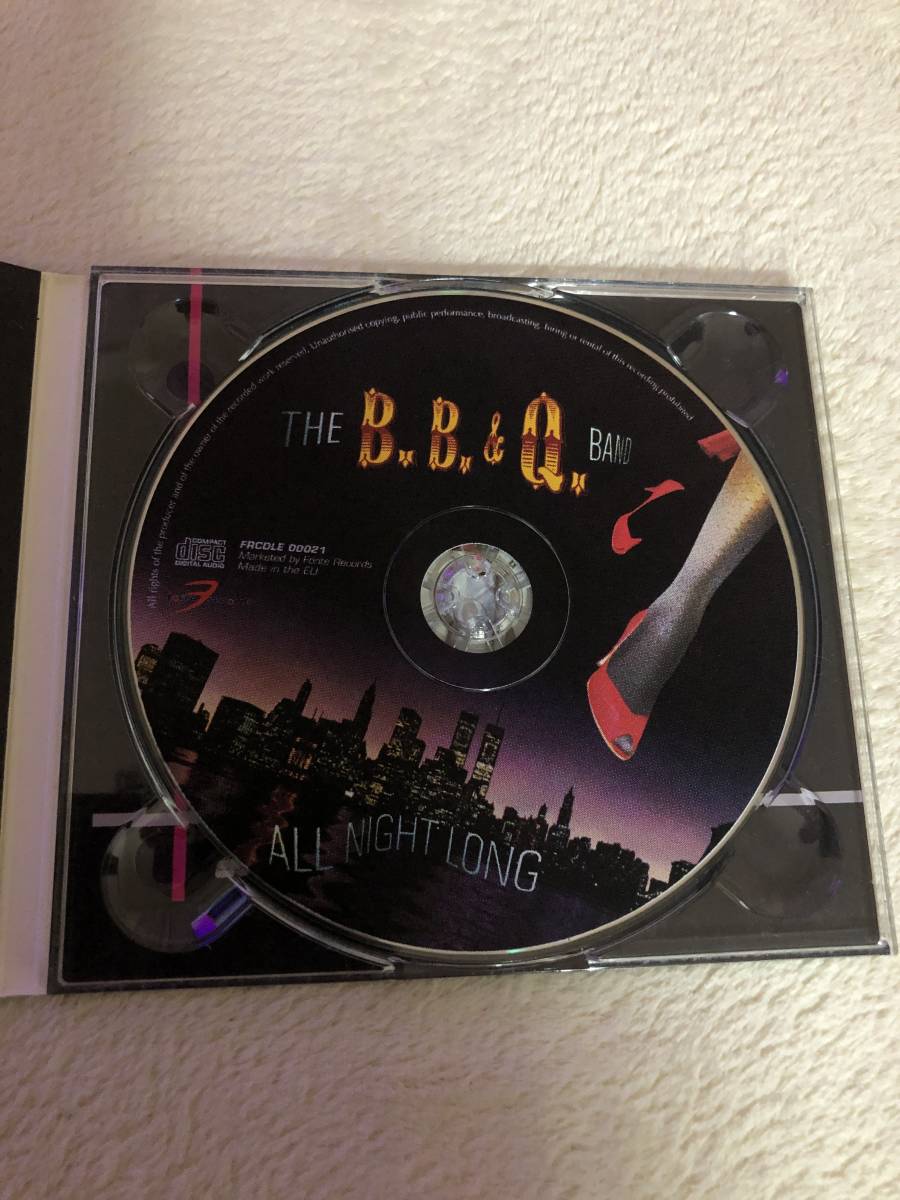 All rights of the producer and of the owner of the recorded work reserved. Unauthorised copying, public performance, broadcasting, hiring or rental of this recording prohibited
THE B.B. & Q. BAND
COMPACT
disc
DIGITAL AUDIO
FRCDLE 00021
Marketed by Fonte Records
Made in the EU
ALL NIGHT LONG